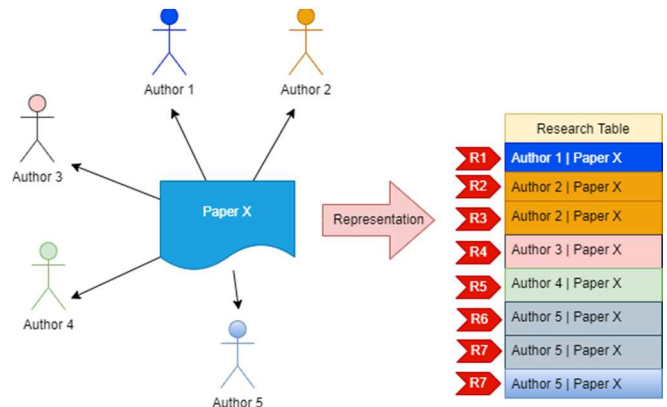 Author 1
Author 2
Author 3
Paper X
Author 4
Author 5
Representation
Research Table
R1 Author 1 | Paper X
R2 Author 2 | Paper X
R3 Author 2 | Paper X
R4 Author 3 | Paper X
R5 Author 4 | Paper X
R6 Author 5 | Paper X
R7 Author 5 | Paper X
R7 Author 5 | Paper X